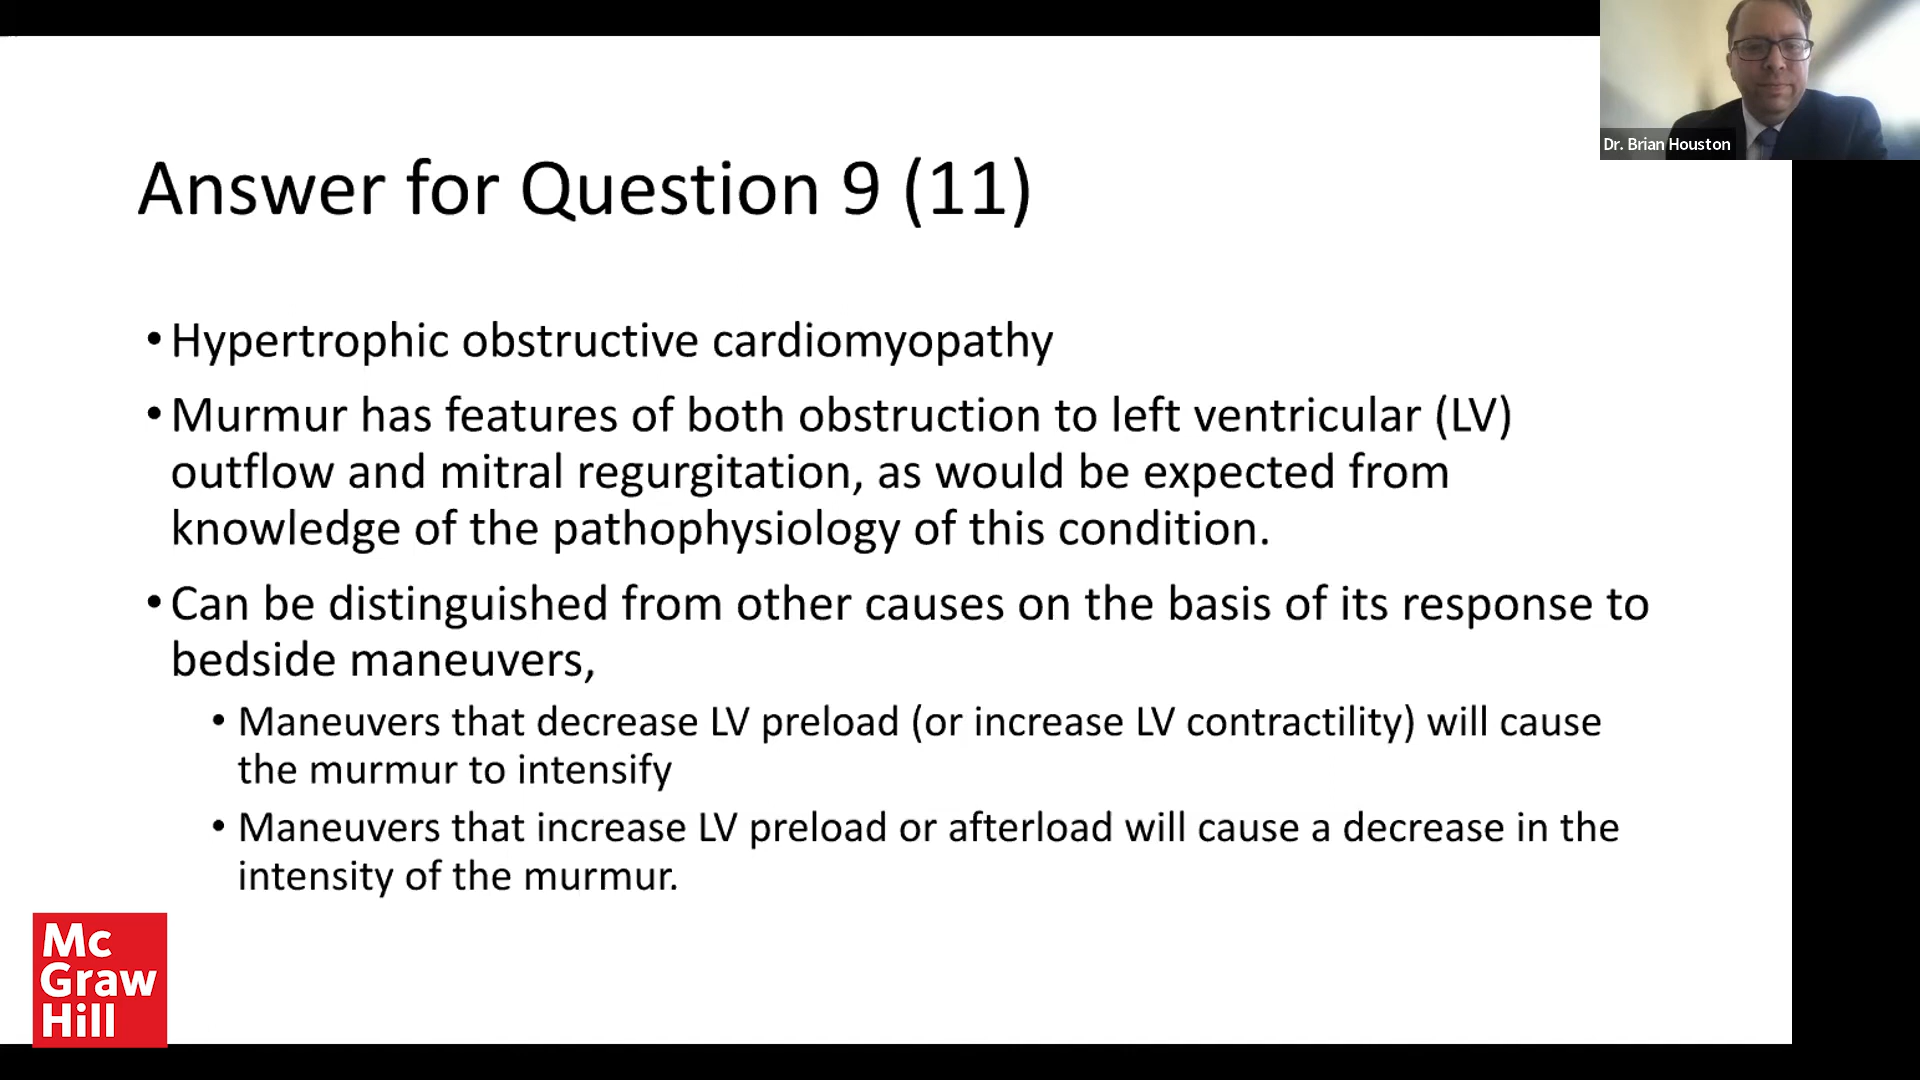 Dr. Brian Houston
Answer for Question 9 (11)
• Hypertrophic obstructive cardiomyopathy
• Murmur has features of both obstruction to left ventricular (LV)
outflow and mitral regurgitation, as would be expected from
knowledge of the pathophysiology of this condition.
• Can be distinguished from other causes on the basis of its response to
bedside maneuvers,
• Maneuvers that decrease LV preload (or increase LV contractility) will cause
the murmur to intensify
• Maneuvers that increase LV preload or afterload will cause a decrease in the
intensity of the murmur.
Mc
Graw
Hill